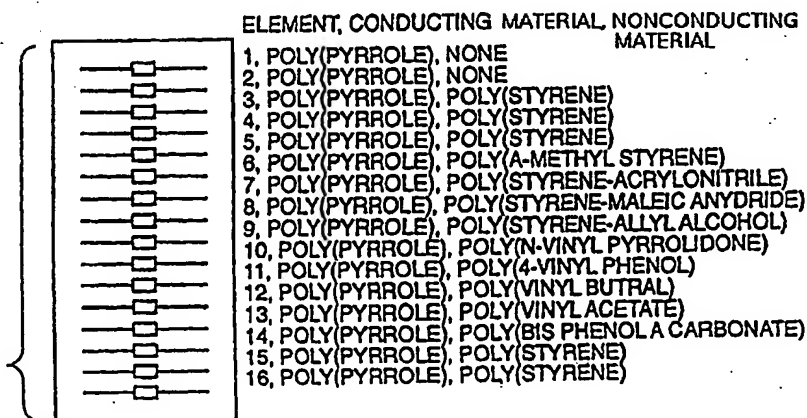 ELEMENT, CONDUCTING MATERIAL, NONCONDUCTING
MATERIAL
1, POLY(PYRROLE), NONE
2, POLY(PYRROLE), NONE
3, POLY(PYRROLE), POLY(STYRENE)
4, POLY(PYRROLE), POLY(STYRENE)
5, POLY(PYRROLE), POLY(STYRENE)
6, POLY(PYRROLE), POLY(A-METHYL STYRENE)
7, POLY(PYRROLE), POLY(STYRENE-ACRYLONITRILE)
8, POLY(PYRROLE), POLY(STYRENE-MALEIC ANYDRIDE)
9, POLY(PYRROLE), POLY(STYRENE-ALLYL ALCOHOL)
10, POLY(PYRROLE), POLY(N-VINYL PYRROLIDONE)
11, POLY(PYRROLE), POLY(4-VINYL PHENOL)
12, POLY(PYRROLE), POLY(VINYL BUTRAL)
13, POLY(PYRROLE), POLY(VINYL ACETATE)
14, POLY(PYRROLE), POLY(BIS PHENOL A CARBONATE)
15, POLY(PYRROLE), POLY(STYRENE)
16, POLY(PYRROLE), POLY(STYRENE)